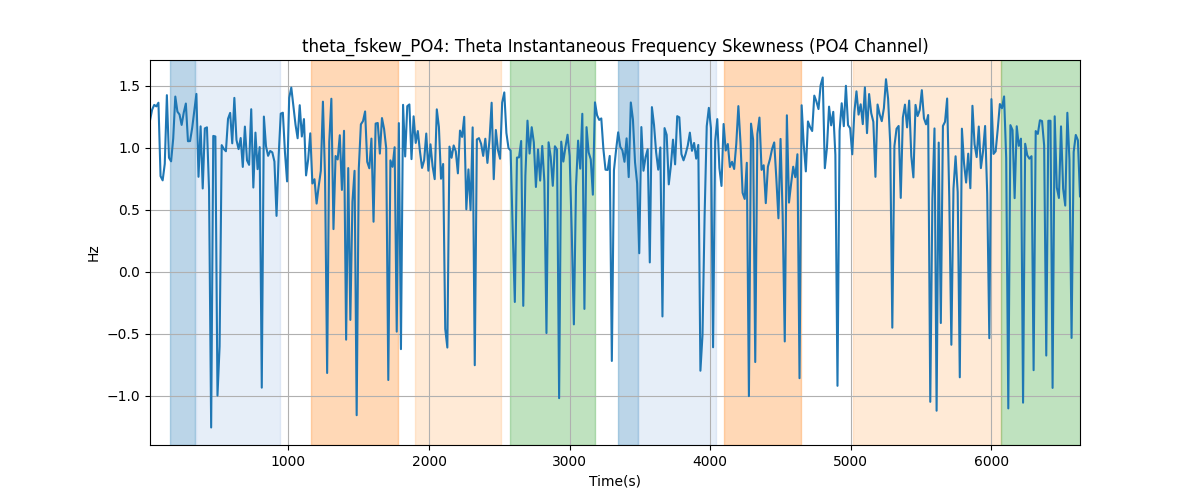 theta_fskew_PO4: Theta Instantaneous Frequency Skewness (PO4 Channel)
1.5
1.0
0.5
0.0
−0.5
−1.0
Hz
1000 2000 3000 4000 5000 6000
Time(s)